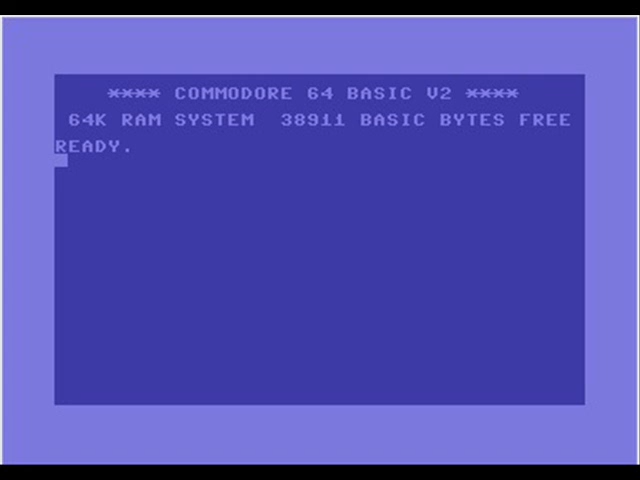 **** COMMODORE 64 BASIC V2 ****
64K RAM SYSTEM  38911 BASIC BYTES FREE
READY.